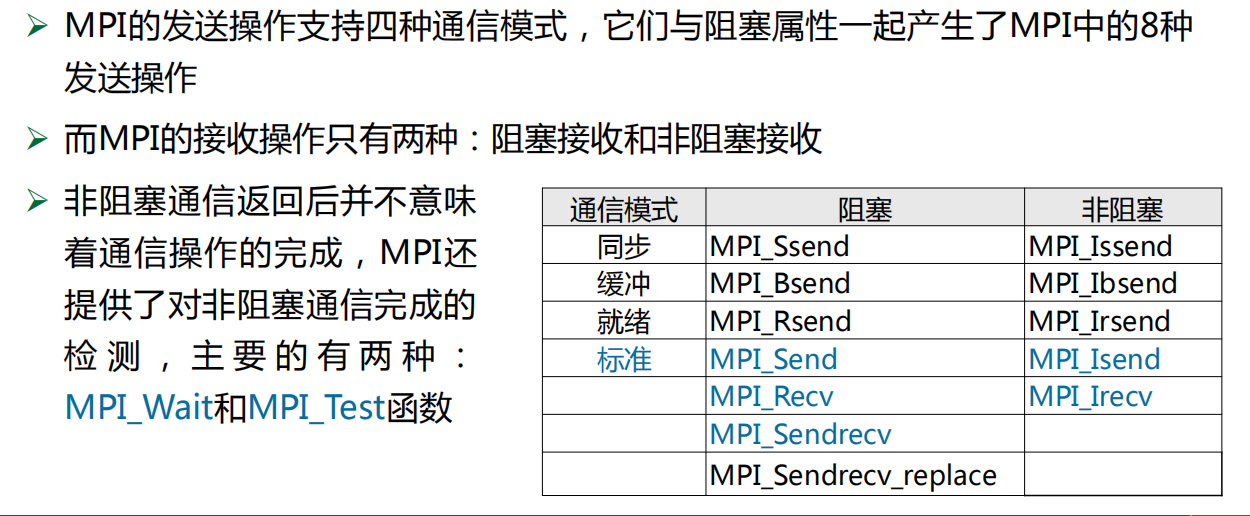 ➢ MPI的发送操作支持四种通信模式，它们与阻塞属性一起产生了MPI中的8种
发送操作
➢ 而MPI的接收操作只有两种：阻塞接收和非阻塞接收
➢ 非阻塞通信返回后并不意味
着通信操作的完成，MPI还
提供了对非阻塞通信完成的
检测，主要的有两种：
MPI_Wait和MPI_Test函数
通信模式 阻塞 非阻塞
同步 MPI_Ssend MPI_Issend
缓冲 MPI_Bsend MPI_Ibsend
就绪 MPI_Rsend MPI_Irsend
标准 MPI_Send MPI_Isend
MPI_Recv MPI_Irecv
MPI_Sendrecv
MPI_Sendrecv_replace